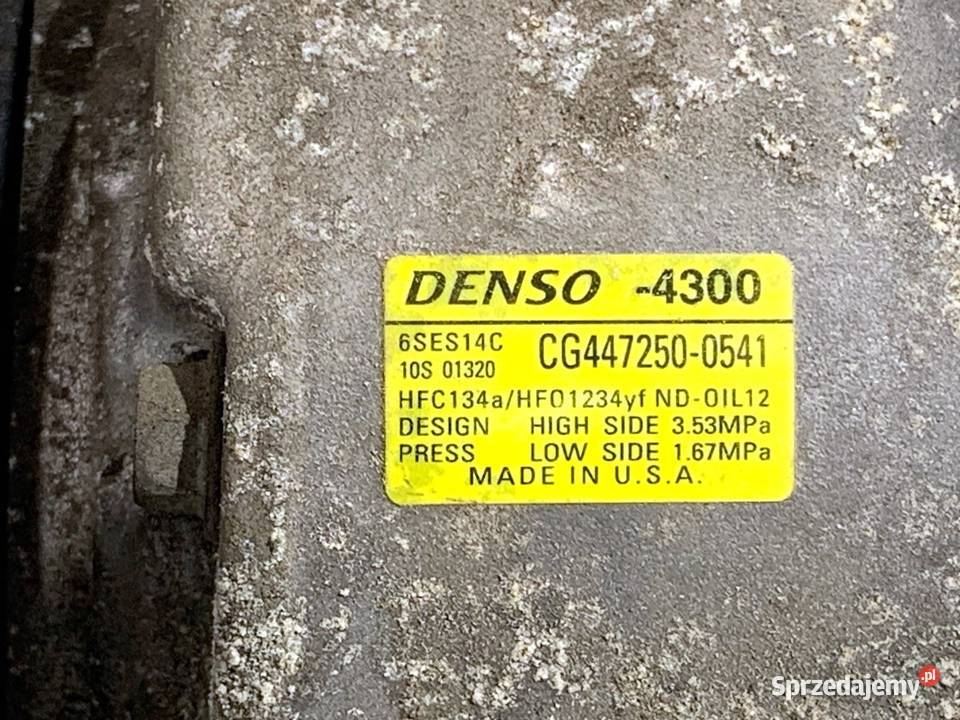 DENSO -4300
6SES14C
10S 01320
CG447250-0541
HFC134a/HFO1234yf ND-OIL12
DESIGN HIGH SIDE 3.53MPa
PRESS LOW SIDE 1.67MPa
MADE IN U.S.A.
Sprzedajemy.pl